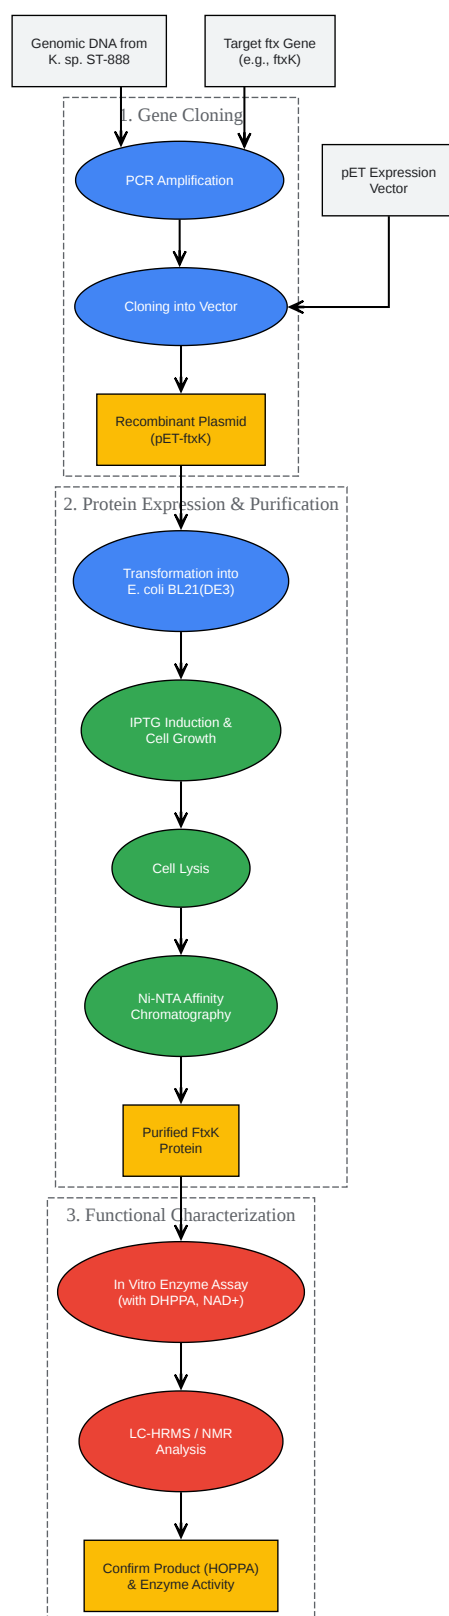 Genomic DNA from
K. sp. ST-888
Target ftx Gene
(e.g., ftxK)
1. Gene Cloning
PCR Amplification
pET Expression
Vector
Cloning into Vector
Recombinant Plasmid
(pET-ftxK)
2. Protein Expression & Purification
Transformation into
E. coli BL21(DE3)
IPTG Induction &
Cell Growth
Cell Lysis
Ni-NTA Affinity
Chromatography
Purified FtxK
Protein
3. Functional Characterization
In Vitro Enzyme Assay
(with DHPPA, NAD+)
LC-HRMS / NMR
Analysis
Confirm Product (HOPPA)
& Enzyme Activity